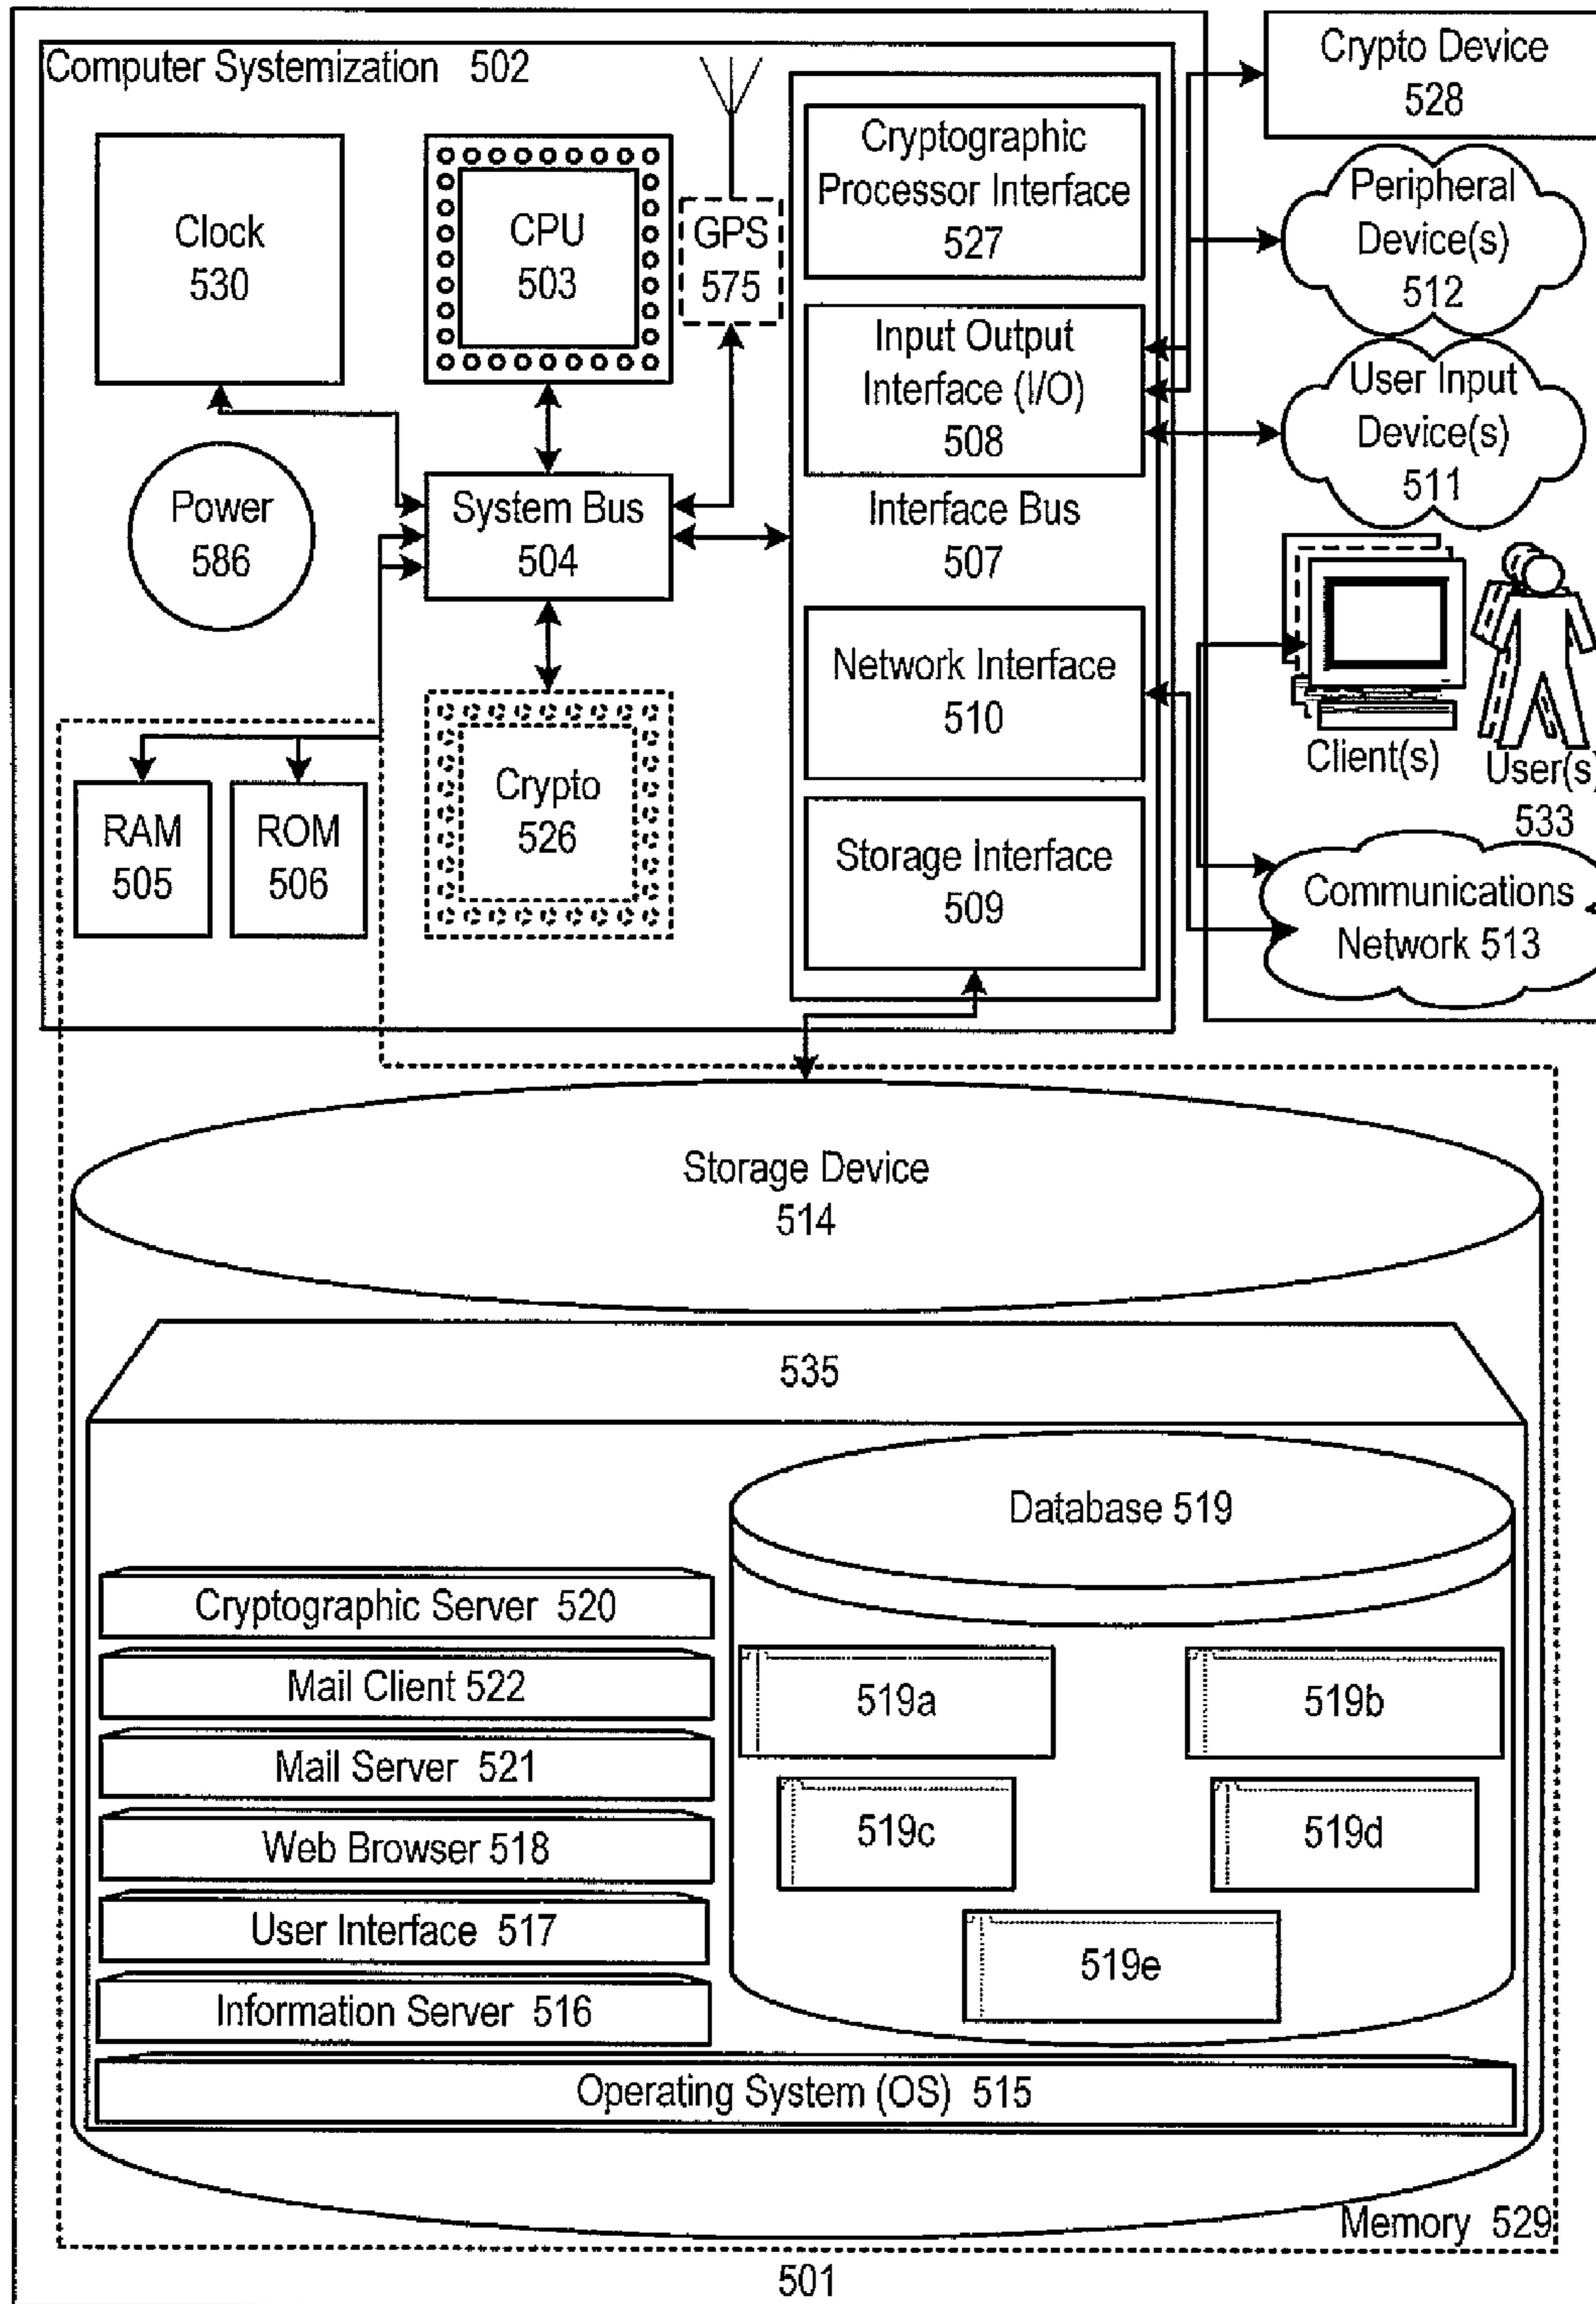 Computer Systemization 502
Clock
530
CPU
503
GPS
575
Cryptographic
Processor Interface
527
Input Output
Interface (I/O)
508
Interface Bus
507
Network Interface
510
Storage Interface
509
Power
586
System Bus
504
RAM
505
ROM
506
Crypto
526
Crypto Device
528
Peripheral
Device(s)
512
User Input
Device(s)
511
Client(s)
User(s)
533
Communications
Network 513
Storage Device
514
535
Database 519
519a
519b
519c
519d
519e
Cryptographic Server 520
Mail Client 522
Mail Server 521
Web Browser 518
User Interface 517
Information Server 516
Operating System (OS) 515
Memory 529
501